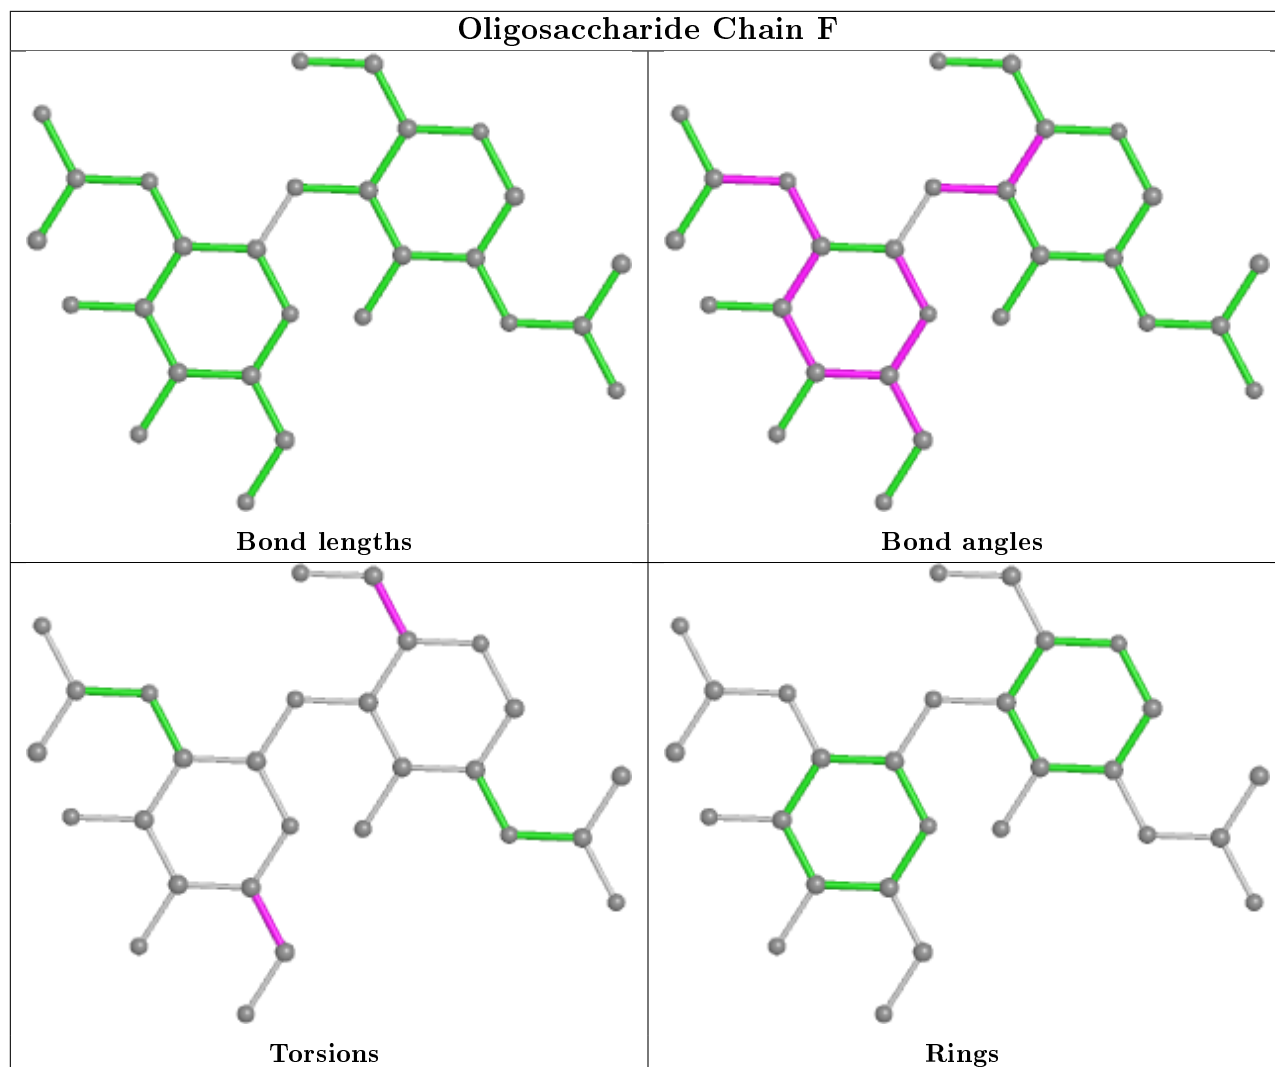 Oligosaccharide Chain F
Bond lengths
Bond angles
Torsions
Rings